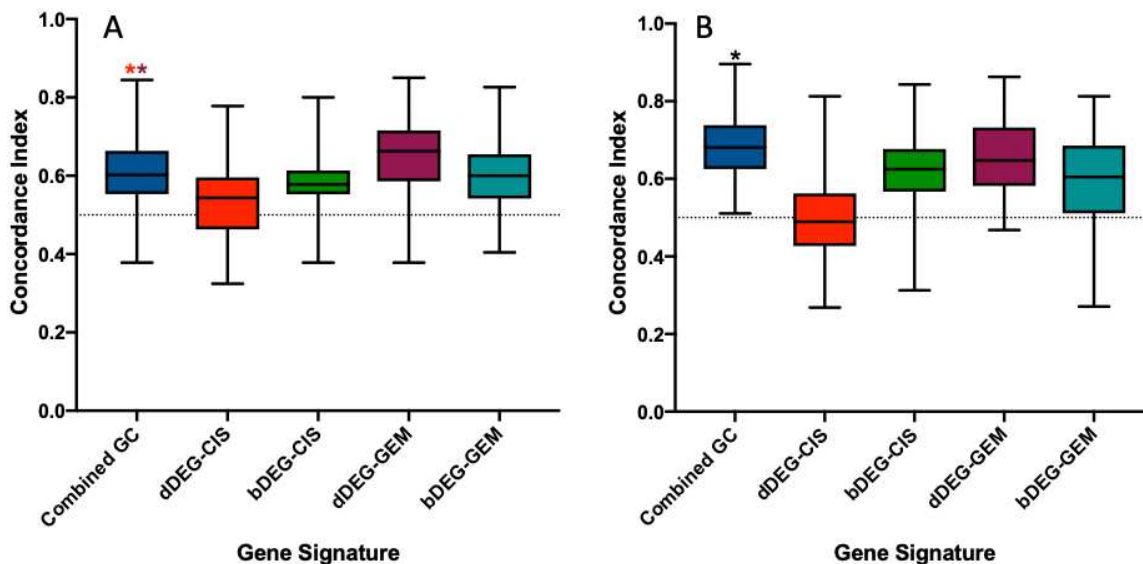 A
**
Concordance Index
1.0
0.8
0.6
0.4
0.2
0.0
Combined GC
dDEG-CIS
bDEG-CIS
dDEG-GEM
bDEG-GEM
Gene Signature
B
*
Concordance Index
1.0
0.8
0.6
0.4
0.2
0.0
Combined GC
dDEG-CIS
bDEG-CIS
dDEG-GEM
bDEG-GEM
Gene Signature